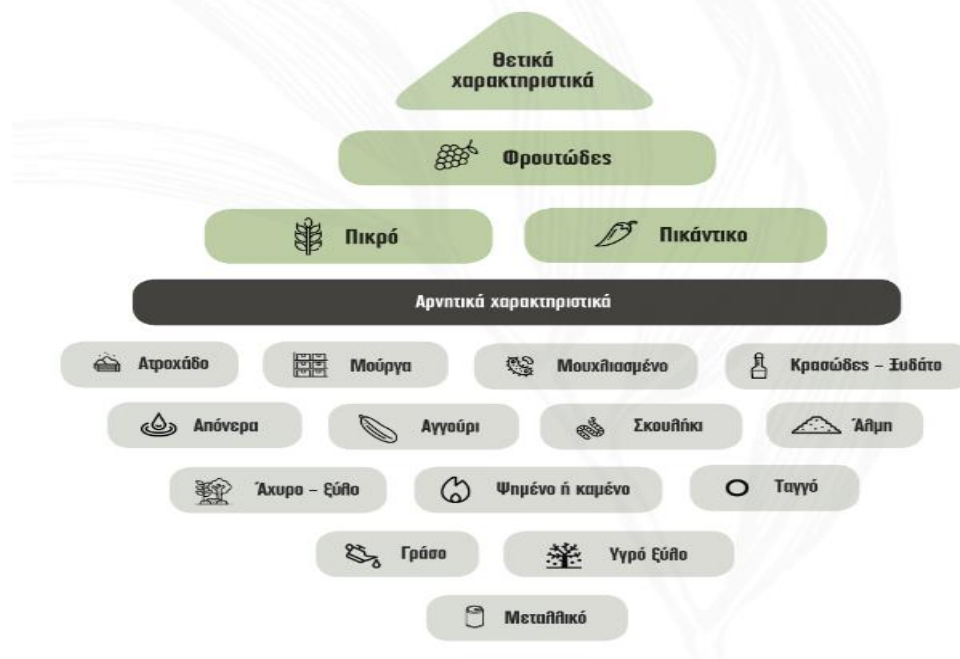 Θετικά
χαρακτηριστικά
Φρουτώδες
Πικρό
Πικάντικο
Αρνητικά χαρακτηριστικά
Ατροχάδο
Μούργα
Μουχλιασμένο
Κρασώδες – Ξυδάτο
Απόνερα
Αγγούρι
Σκουλήκι
Άλμη
Άχυρο – ξύλο
Ψημένο ή καμένο
Ταγγό
Γράσο
Υγρό ξύλο
Μεταλλικό